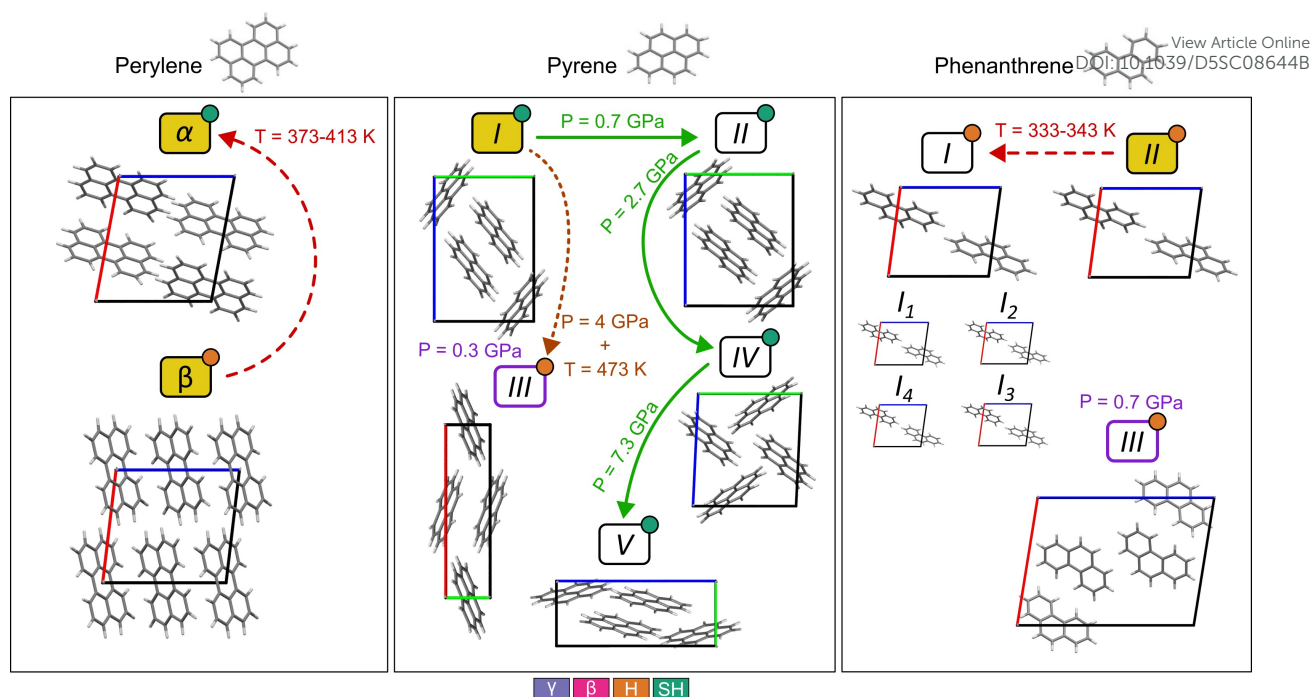 View Article Online
DOI: 10.1039/D5SC08644B
Perylene
Pyrene
Phenanthrene
α
T = 373-413 K
β
I
P = 0.7 GPa
II
P = 2.7 GPa
P = 4 GPa
+
T = 473 K
P = 0.3 GPa
III
IV
P = 7.3 GPa
V
I
T = 333-343 K
II
I1
I2
I4
I3
P = 0.7 GPa
III
γ
β
H
SH